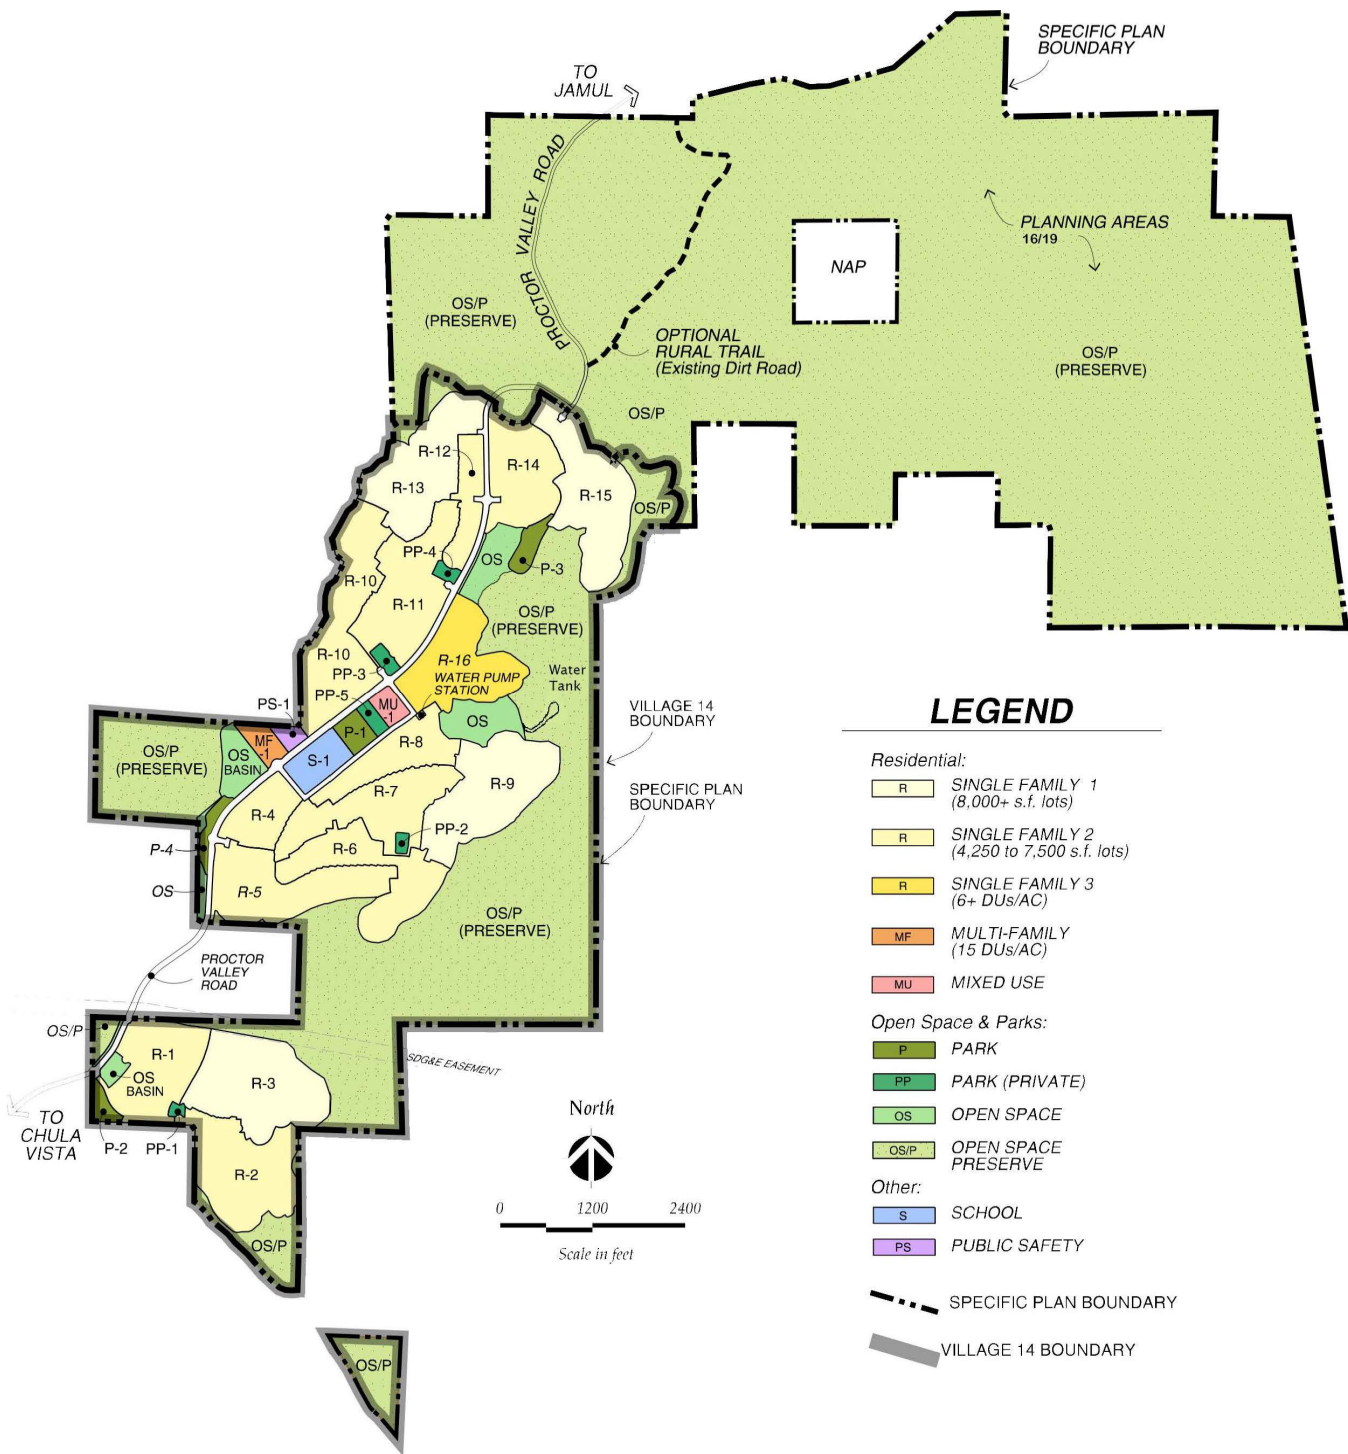 SPECIFIC PLAN
BOUNDARY
TO
JAMUL
PROCTOR VALLEY ROAD
PLANNING AREAS
16/19
NAP
OS/P
(PRESERVE)
OPTIONAL
RURAL TRAIL
(Existing Dirt Road)
OS/P
(PRESERVE)
OS/P
R-12
R-14
R-13
R-15
OS/P
PP-4
OS
P-3
R-10
R-11
OS/P
(PRESERVE)
R-10
R-16
PP-3
WATER PUMP
STATION
Water
Tank
PP-5
PS-1
MU
-1
VILLAGE 14
BOUNDARY
OS
P-1
MF
-1
R-8
OS/P
(PRESERVE)
OS
BASIN
S-1
R-9
SPECIFIC PLAN
BOUNDARY
R-7
R-4
PP-2
P-4
R-6
OS
R-5
OS/P
(PRESERVE)
PROCTOR
VALLEY
ROAD
OS/P
R-1
SDG&E EASEMENT
OS
BASIN
R-3
TO
CHULA
VISTA
P-2
PP-1
R-2
OS/P
OS/P
North
0 1200 2400
Scale in feet
LEGEND
Residential:
R SINGLE FAMILY 1
(8,000+ s.f. lots)
R SINGLE FAMILY 2
(4,250 to 7,500 s.f. lots)
R SINGLE FAMILY 3
(6+ DUs/AC)
MF MULTI-FAMILY
(15 DUs/AC)
MU MIXED USE
Open Space & Parks:
P PARK
PP PARK (PRIVATE)
OS OPEN SPACE
OS/P OPEN SPACE
PRESERVE
Other:
S SCHOOL
PS PUBLIC SAFETY
SPECIFIC PLAN BOUNDARY
VILLAGE 14 BOUNDARY